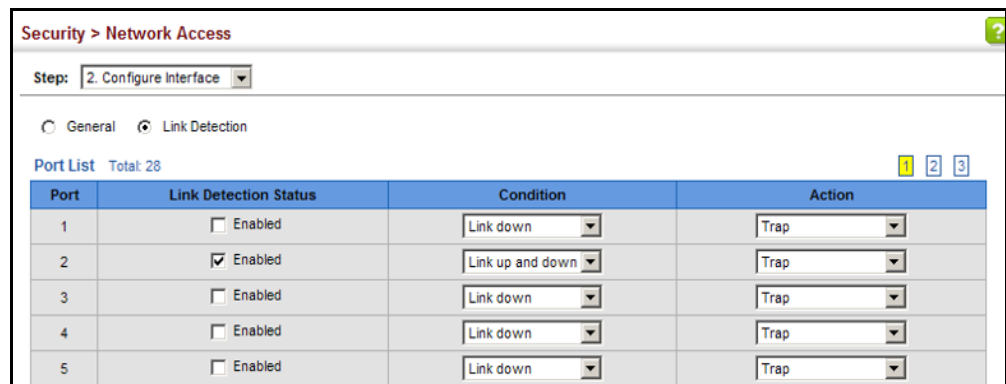 Security > Network Access
?
Step: 2. Configure Interface
General Link Detection
Port List Total: 28 1 2 3
Port Link Detection Status Condition Action
1 Enabled Link down Trap
2 Enabled Link up and down Trap
3 Enabled Link down Trap
4 Enabled Link down Trap
5 Enabled Link down Trap